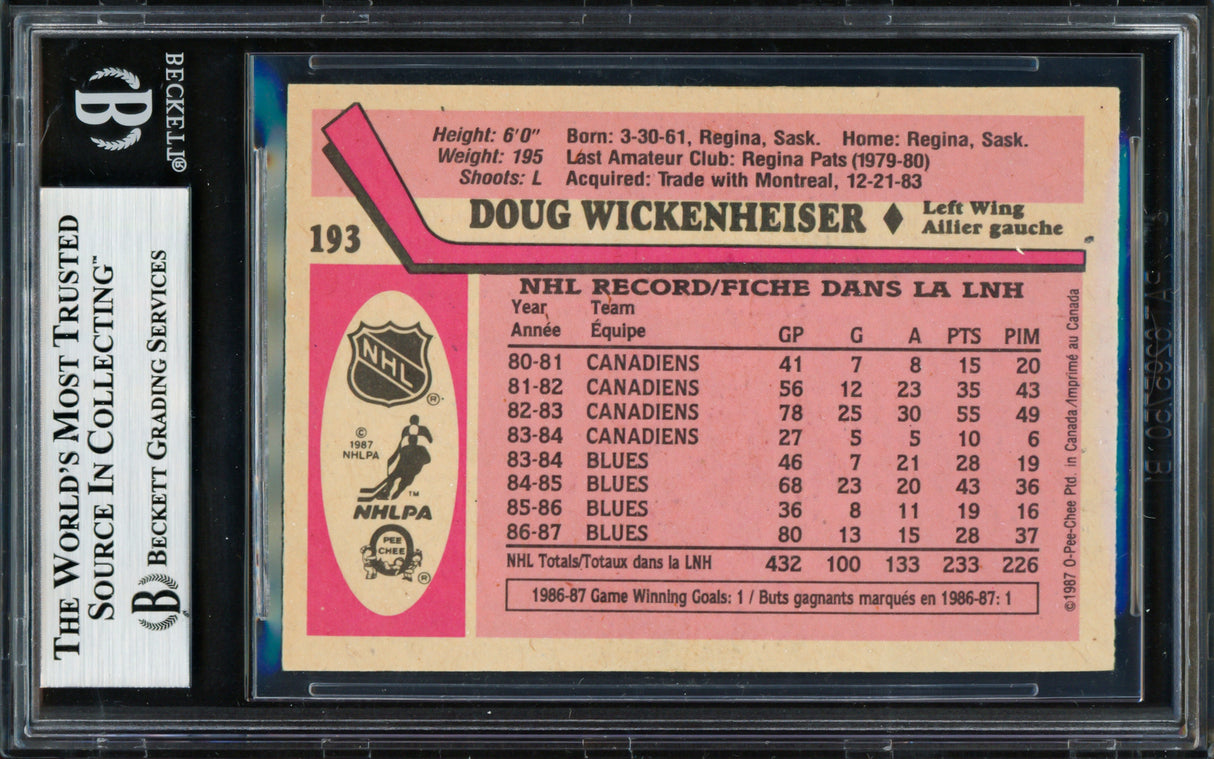 BECKETT®
B
THE WORLD'S MOST TRUSTED
SOURCE IN COLLECTING™
B BECKETT GRADING SERVICES
Height: 6'0" Born: 3-30-61, Regina, Sask. Home: Regina, Sask.
Weight: 195 Last Amateur Club: Regina Pats (1979-80)
Shoots: L Acquired: Trade with Montreal, 12-21-83
193
DOUG WICKENHEISER ♦ Left Wing
Ailier gauche
NHL RECORD/FICHE DANS LA LNH
Year Team
Année Équipe GP G A PTS PIM
80-81 CANADIENS 41 7 8 15 20
81-82 CANADIENS 56 12 23 35 43
82-83 CANADIENS 78 25 30 55 49
83-84 CANADIENS 27 5 5 10 6
83-84 BLUES 46 7 21 28 19
84-85 BLUES 68 23 20 43 36
85-86 BLUES 36 8 11 19 16
86-87 BLUES 80 13 15 28 37
NHL Totals/Totaux dans la LNH 432 100 133 233 226
1986-87 Game Winning Goals: 1 / Buts gagnants marqués en 1986-87: 1
NHL
®
©
1987
NHLPA
TM
NHLPA
O
PEE
CHEE
®
©1987 O-Pee-Chee Ptd. in Canada/Imprimé au Canada